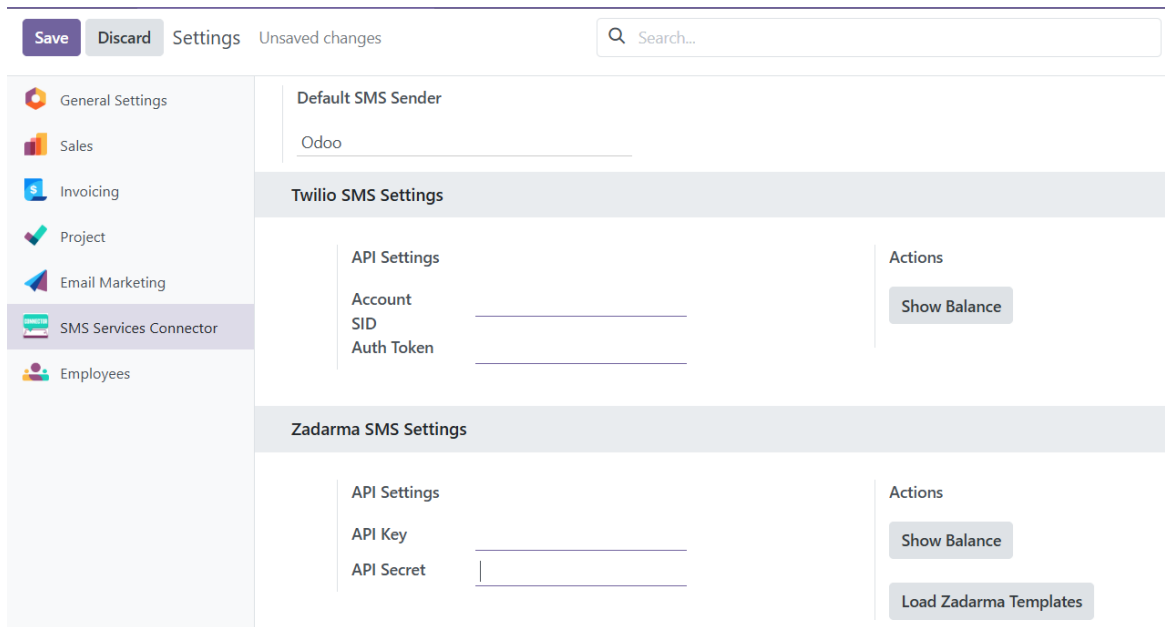 Save Discard Settings Unsaved changes Search...
General Settings
Sales
Invoicing
Project
Email Marketing
SMS Services Connector
Employees
Default SMS Sender
Odoo
Twilio SMS Settings
API Settings
Account
SID
Auth Token
Actions
Show Balance
Zadarma SMS Settings
API Settings
API Key
API Secret
Actions
Show Balance
Load Zadarma Templates